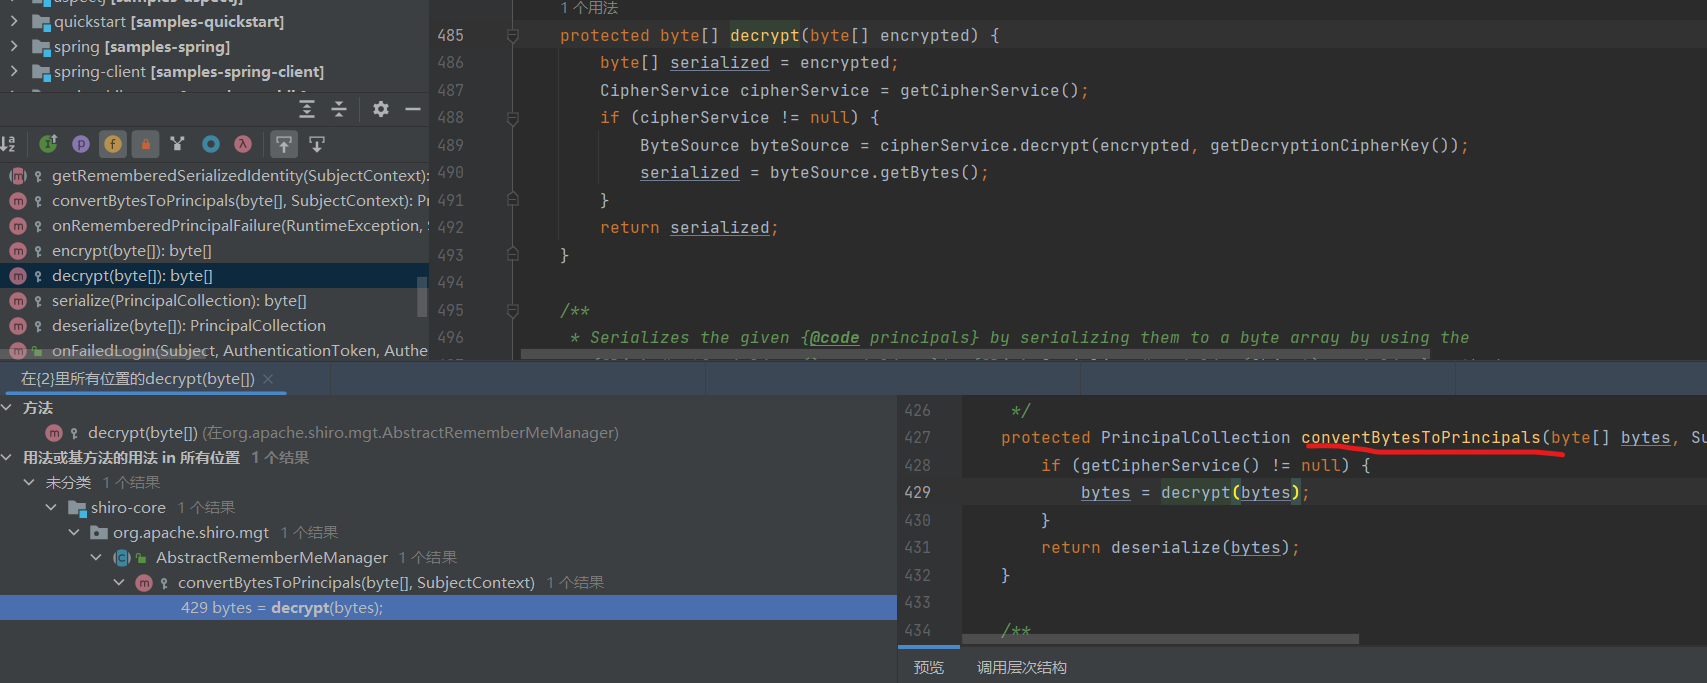 quickstart [samples-quickstart]
spring [samples-spring]
spring-client [samples-spring-client]
getRememberedSerializedIdentity(SubjectContext):
convertBytesToPrincipals(byte[], SubjectContext): Pr
onRememberedPrincipalFailure(RuntimeException, S
encrypt(byte[]): byte[]
decrypt(byte[]): byte[]
serialize(PrincipalCollection): byte[]
deserialize(byte[]): PrincipalCollection
onFailedLogin(Subject, AuthenticationToken, Authe
1 个用法
485 protected byte[] decrypt(byte[] encrypted) {
486 byte[] serialized = encrypted;
487 CipherService cipherService = getCipherService();
488 if (cipherService != null) {
489 ByteSource byteSource = cipherService.decrypt(encrypted, getDecryptionCipherKey());
490 serialized = byteSource.getBytes();
491 }
492 return serialized;
493 }
494
495 /**
496 * Serializes the given {@code principals} by serializing them to a byte array by using the
在{2}里所有位置的decrypt(byte[])
方法
decrypt(byte[]) (在org.apache.shiro.mgt.AbstractRememberMeManager)
用法或基方法的用法 in 所有位置 1 个结果
未分类 1 个结果
shiro-core 1 个结果
org.apache.shiro.mgt 1 个结果
AbstractRememberMeManager 1 个结果
convertBytesToPrincipals(byte[], SubjectContext) 1 个结果
429 bytes = decrypt(bytes);
426 */
427 protected PrincipalCollection convertBytesToPrincipals(byte[] bytes, Su
428 if (getCipherService() != null) {
429 bytes = decrypt(bytes);
430 }
431 return deserialize(bytes);
432 }
433
434 /**
预览 调用层次结构